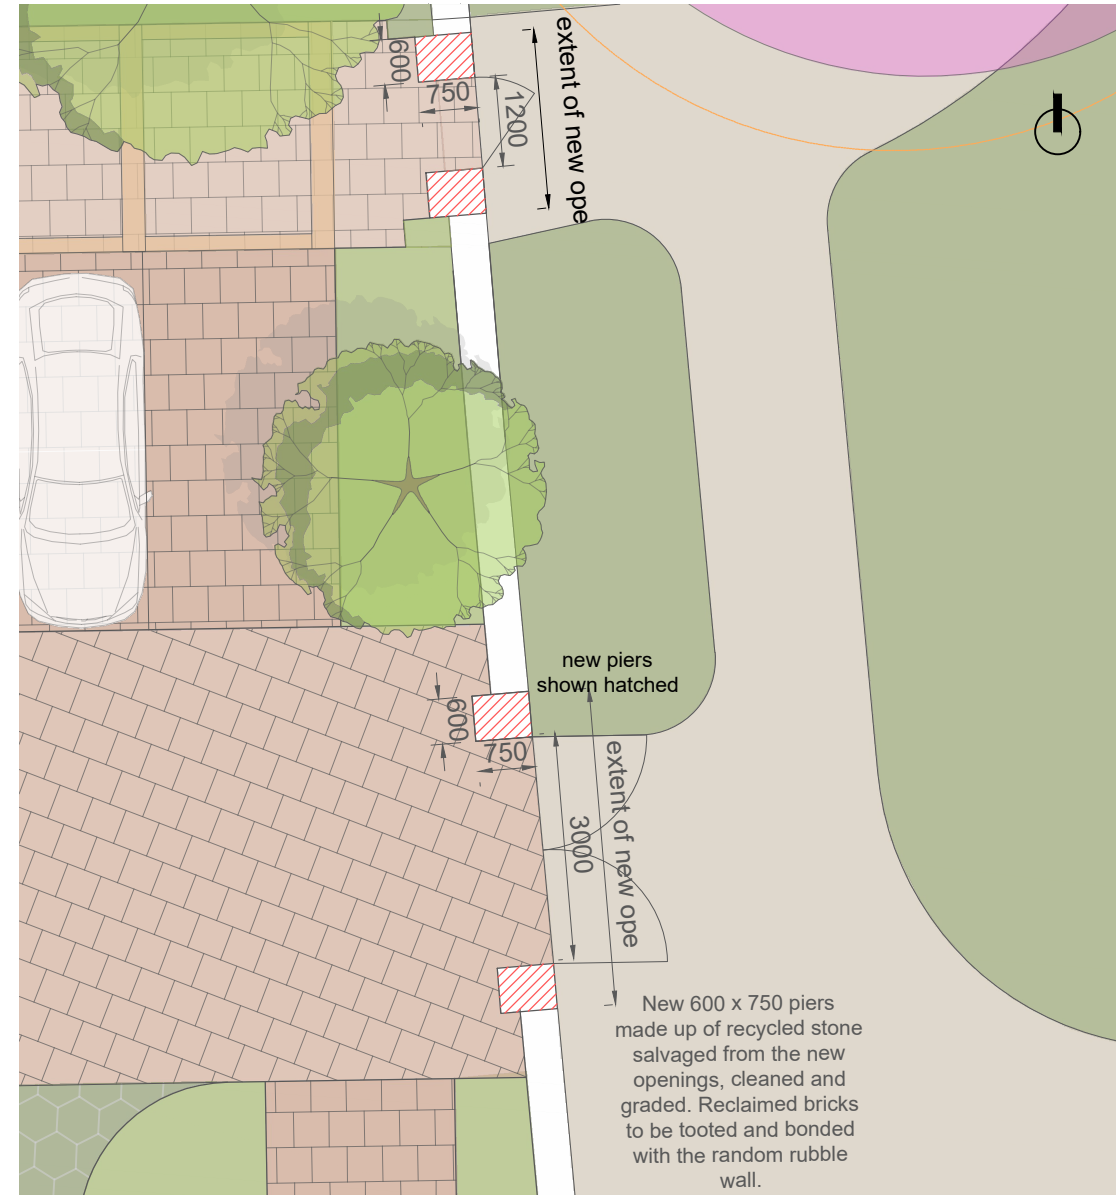 600
750
1200
extent of new ope
new piers
shown hatched
600
750
3000
extent of new ope
New 600 x 750 piers
made up of recycled stone
salvaged from the new
openings, cleaned and
graded. Reclaimed bricks
to be tooted and bonded
with the random rubble
wall.